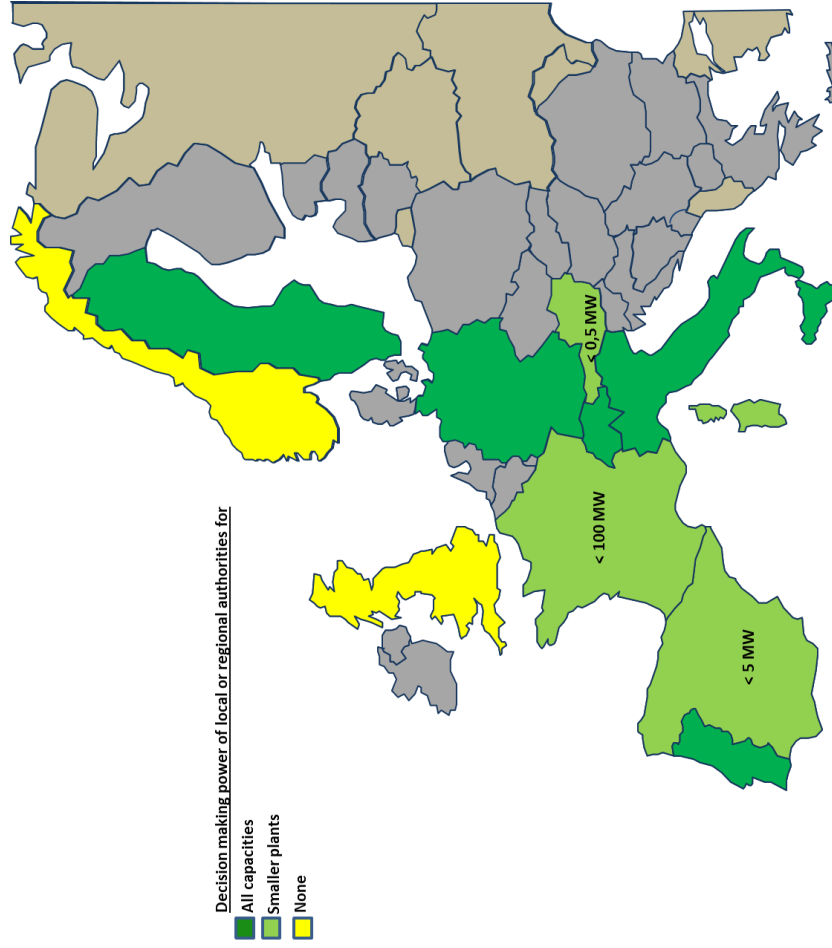 Decision making power of local or regional authorities for
All capacities
Smaller plants
None
< 0,5 MW
< 100 MW
< 5 MW